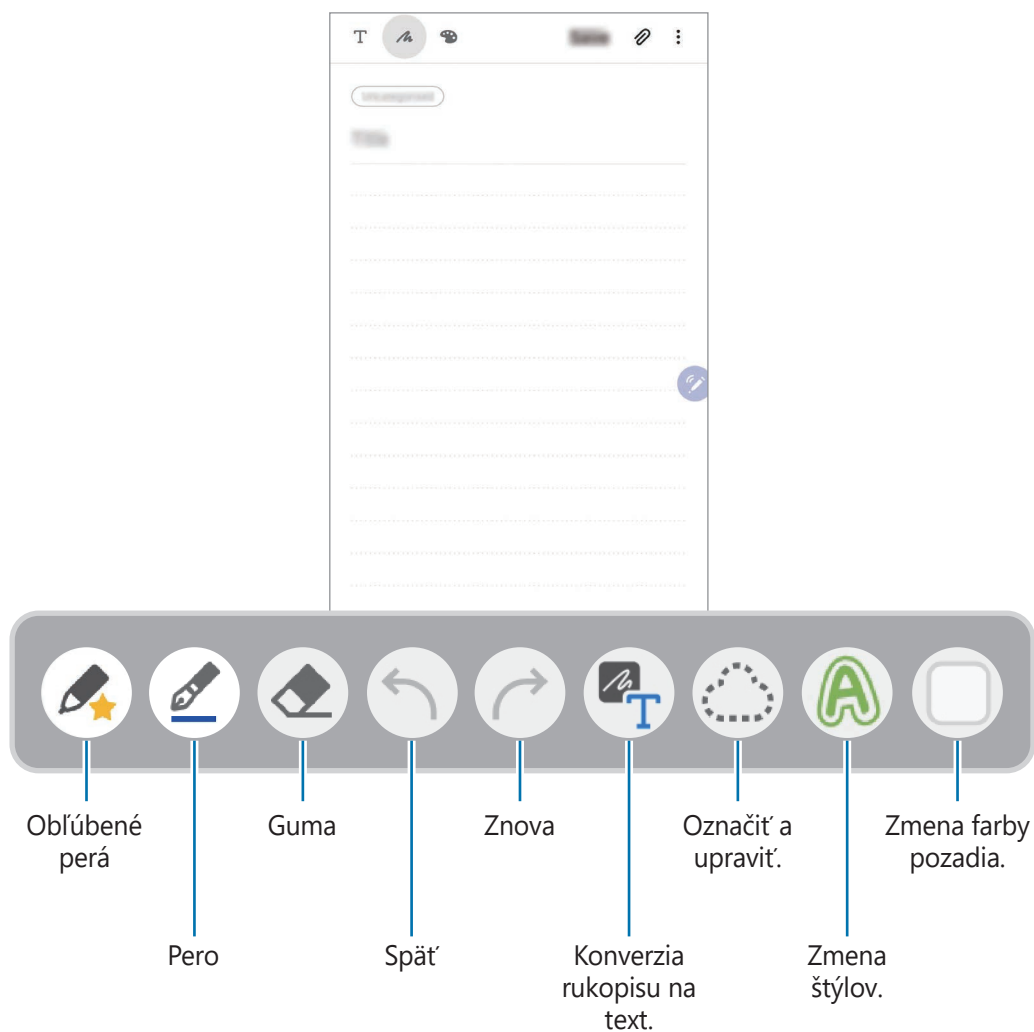 T
Obľúbené
perá
Guma
Znova
Označiť a
upraviť.
Zmena farby
pozadia.
Pero
Späť
Konverzia
rukopisu na
text.
Zmena
štýlov.